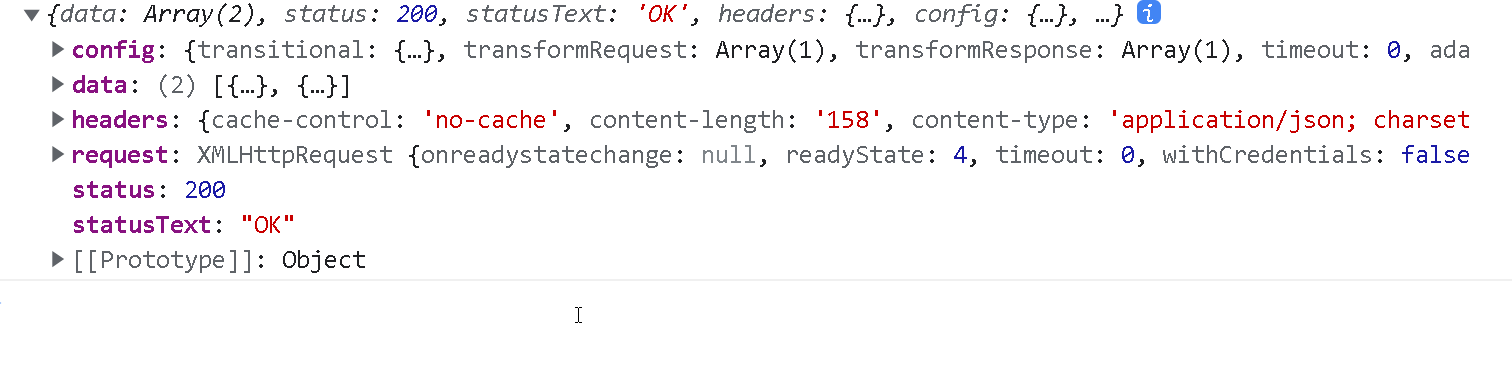 ▼{data: Array(2), status: 200, statusText: 'OK', headers: {…}, config: {…}, …} i
▶config: {transitional: {…}, transformRequest: Array(1), transformResponse: Array(1), timeout: 0, ada
▶data: (2) [{…}, {…}]
▶headers: {cache-control: 'no-cache', content-length: '158', content-type: 'application/json; charset
▶request: XMLHttpRequest {onreadystatechange: null, readyState: 4, timeout: 0, withCredentials: false
status: 200
statusText: "OK"
▶[[Prototype]]: Object